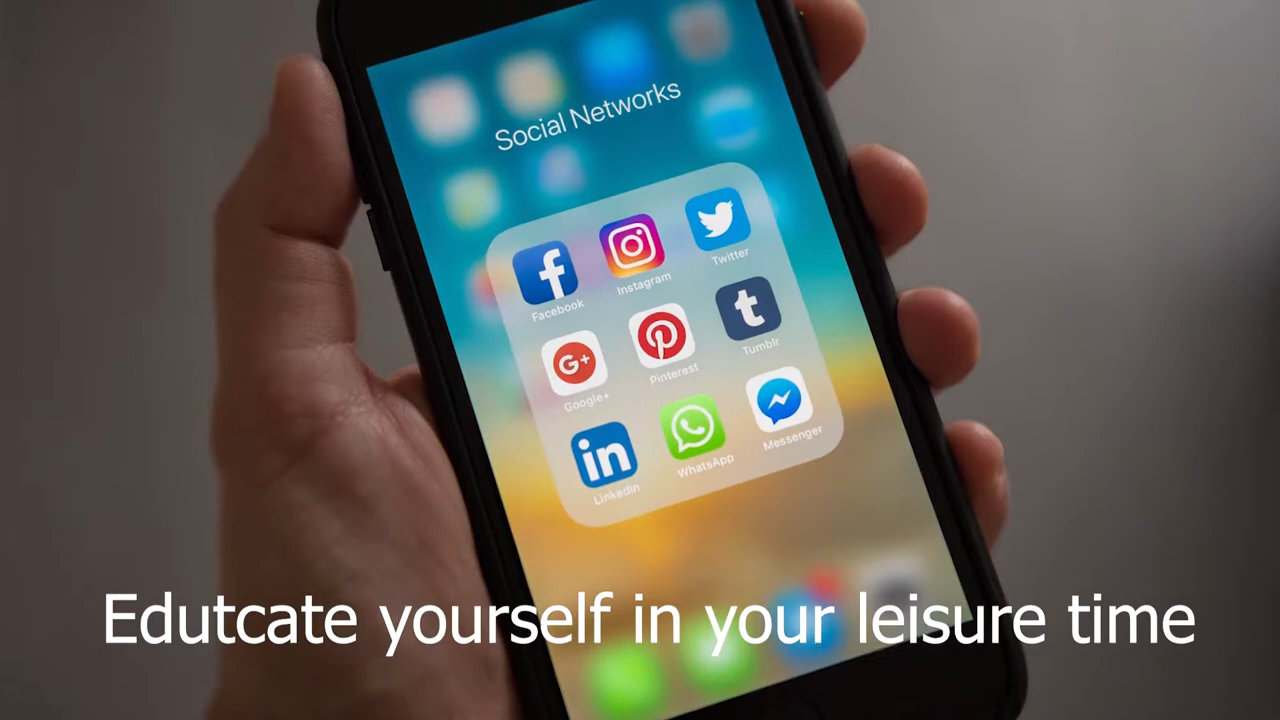 Social Networks
Facebook
Instagram
Twitter
Google+
Pinterest
Tumblr
LinkedIn
WhatsApp
Messenger
Edutcate yourself in your leisure time